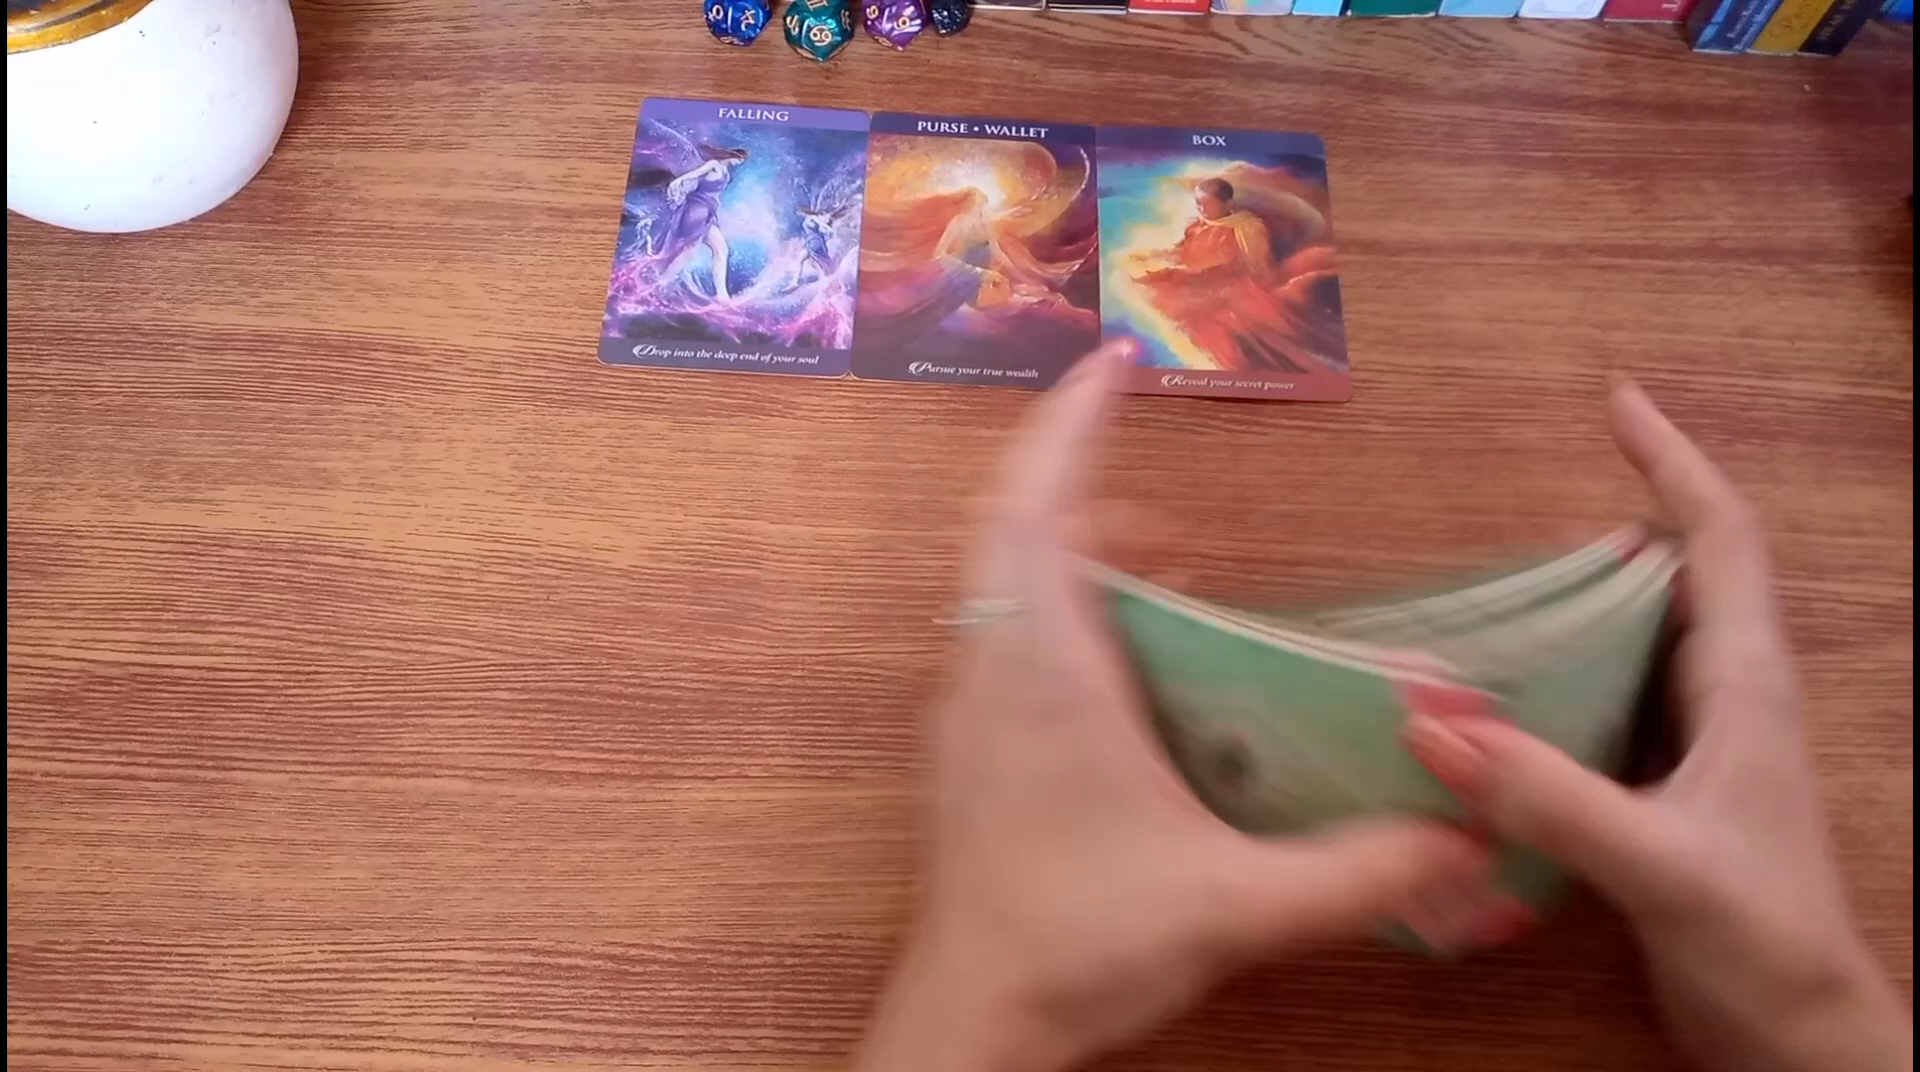 FALLING
Drop into the deep end of your soul
PURSE • WALLET
Pursue your true wealth
BOX
Reveal your secret power